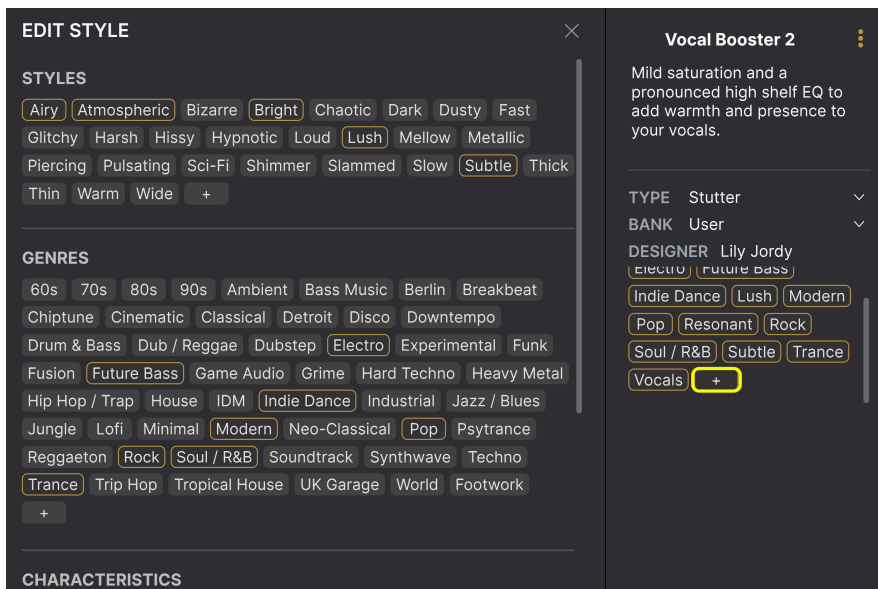 EDIT STYLE
STYLES
Airy Atmospheric Bizarre Bright Chaotic Dark Dusty Fast
Glitchy Harsh Hissy Hypnotic Loud Lush Mellow Metallic
Piercing Pulsating Sci-Fi Shimmer Slammed Slow Subtle Thick
Thin Warm Wide +
GENRES
60s 70s 80s 90s Ambient Bass Music Berlin Breakbeat
Chiptune Cinematic Classical Detroit Disco Downtempo
Drum & Bass Dub / Reggae Dubstep Electro Experimental Funk
Fusion Future Bass Game Audio Grime Hard Techno Heavy Metal
Hip Hop / Trap House IDM Indie Dance Industrial Jazz / Blues
Jungle Lofi Minimal Modern Neo-Classical Pop Psytrance
Reggaeton Rock Soul / R&B Soundtrack Synthwave Techno
Trance Trip Hop Tropical House UK Garage World Footwork
+
CHARACTERISTICS
Vocal Booster 2
Mild saturation and a
pronounced high shelf EQ to
add warmth and presence to
your vocals.
TYPE Stutter
BANK User
DESIGNER Lily Jordy
Electro Future Bass
Indie Dance Lush Modern
Pop Resonant Rock
Soul / R&B Subtle Trance
Vocals +